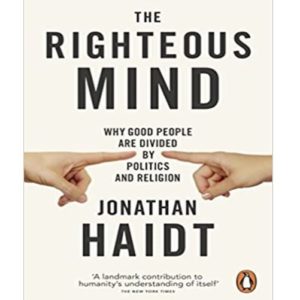 THE
RIGHTEOUS
MIND
WHY GOOD PEOPLE
ARE DIVIDED
BY
POLITICS
AND RELIGION
JONATHAN
HAIDT
'A landmark contribution to
humanity's understanding of itself'
THE NEW YORK TIMES